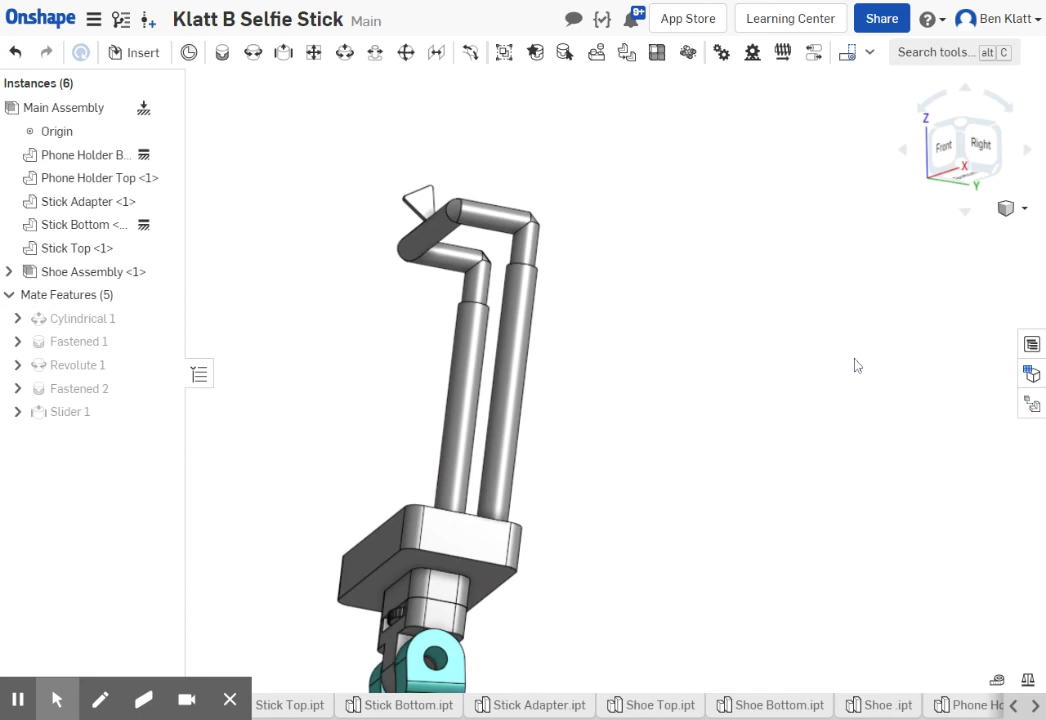 Onshape
Klatt B Selfie Stick Main
9+
App Store
Learning Center
Share
Ben Klatt
Insert
Search tools... alt C
Instances (6)
Main Assembly
Origin
Phone Holder B...
Phone Holder Top <1>
Stick Adapter <1>
Stick Bottom <...
Stick Top <1>
Shoe Assembly <1>
Mate Features (5)
Cylindrical 1
Fastened 1
Revolute 1
Fastened 2
Slider 1
Z
Front
Right
X
Y
Stick Top.ipt
Stick Bottom.ipt
Stick Adapter.ipt
Shoe Top.ipt
Shoe Bottom.ipt
Shoe .ipt
Phone Ho